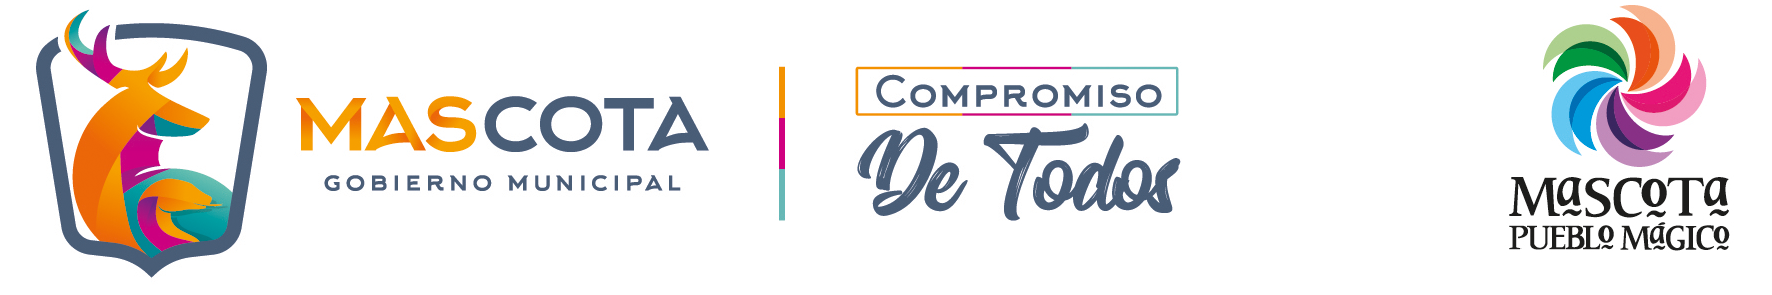 MASCOTA
GOBIERNO MUNICIPAL
COMPROMISO
De Todos
MaSCoTa
PUEBLo MáGICo